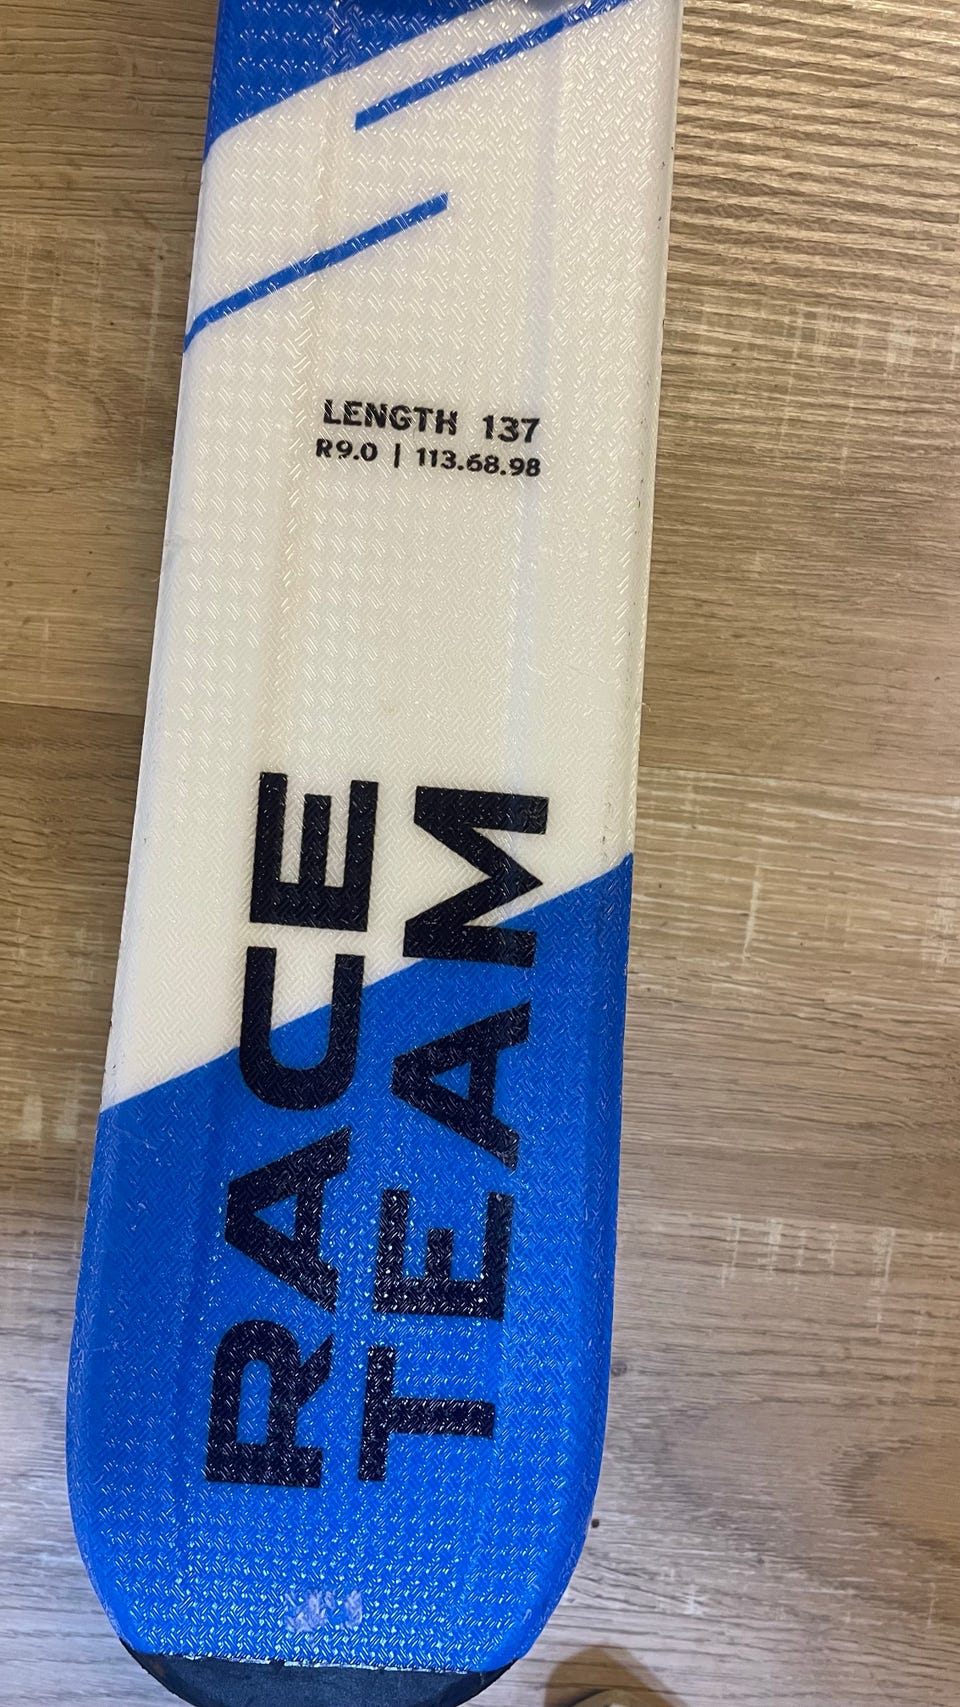 LENGTH 137
R9.0 | 113.68.98
RACE
TEAM